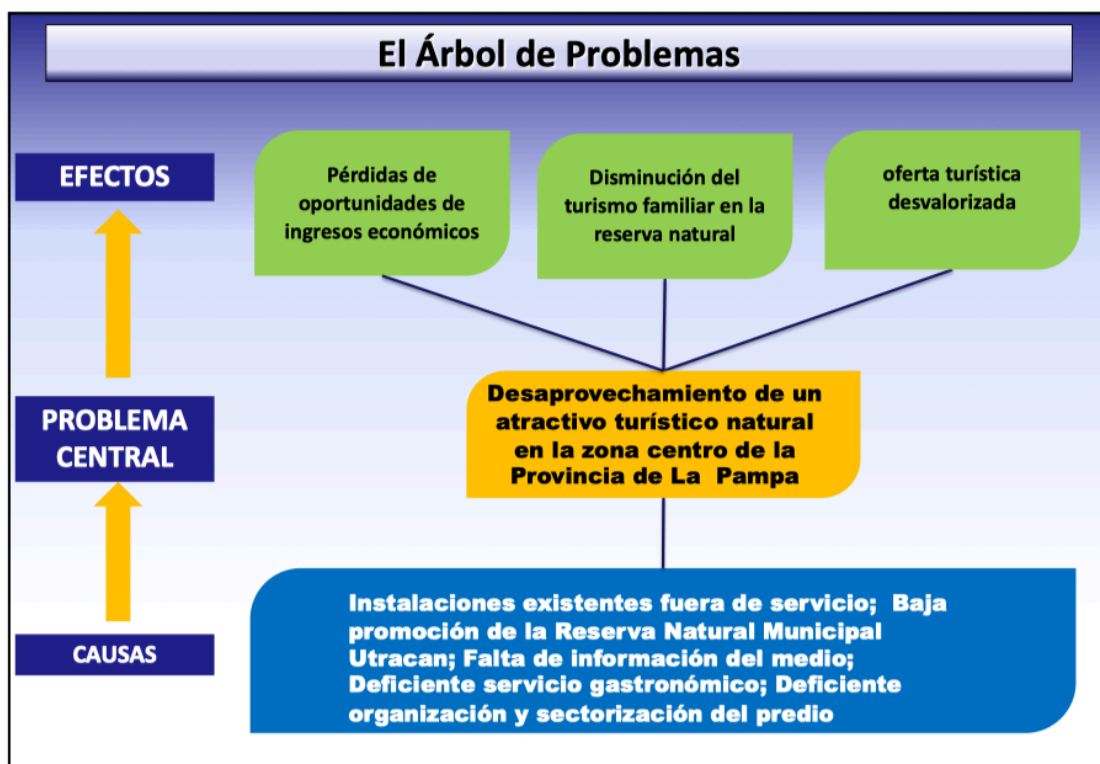 El Árbol de Problemas
EFECTOS
Pérdidas de
oportunidades de
ingresos económicos
Disminución del
turismo familiar en la
reserva natural
oferta turística
desvalorizada
PROBLEMA
CENTRAL
Desaprovechamiento de un
atractivo turístico natural
en la zona centro de la
Provincia de La  Pampa
CAUSAS
Instalaciones existentes fuera de servicio;  Baja
promoción de la Reserva Natural Municipal
Utracan; Falta de información del medio;
Deficiente servicio gastronómico; Deficiente
organización y sectorización del predio